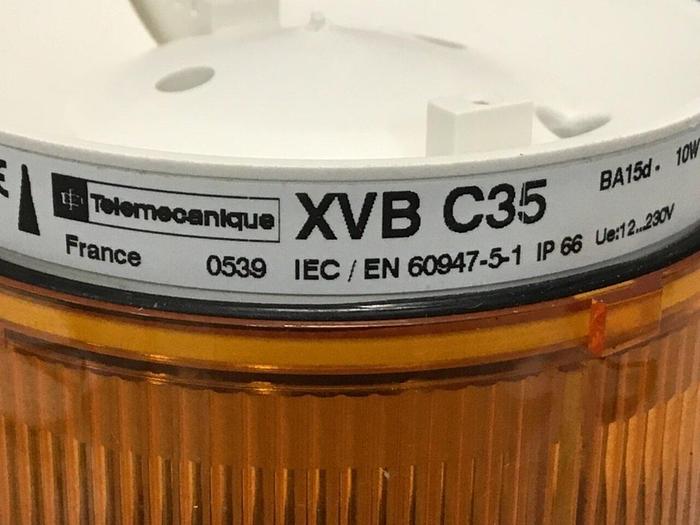 Telemecanique XVB C35 BA15d - 10W
France 0539 IEC / EN 60947-5-1 IP 66 Ue:12...230V